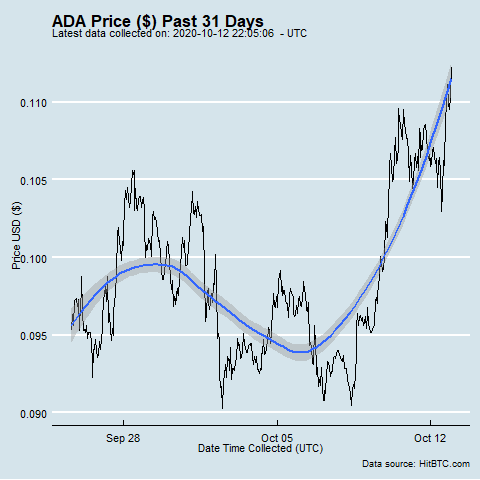 ADA Price ($) Past 31 Days
Latest data collected on: 2020-10-12 22:05:06 - UTC
0.110
0.105
0.100
0.095
0.090
Price USD ($)
Sep 28
Oct 05
Oct 12
Date Time Collected (UTC)
Data source: HitBTC.com